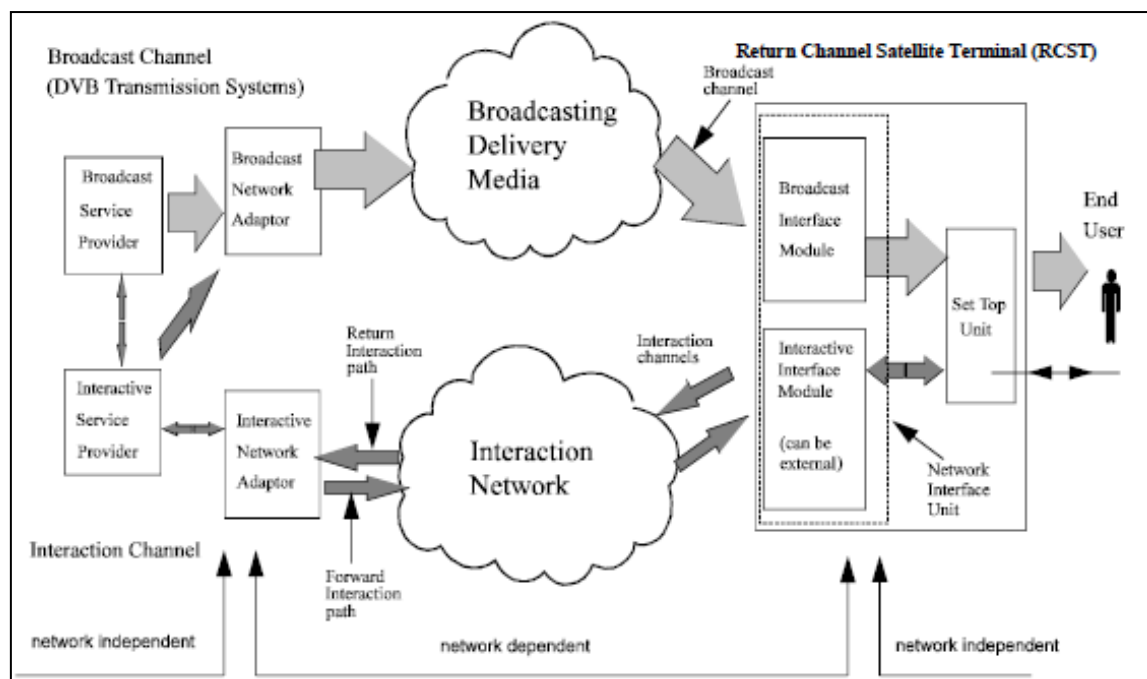 Broadcast Channel
(DVB Transmission Systems)
Return Channel Satellite Terminal (RCST)
Broadcast
channel
Broadcasting
Delivery
Media
Broadcast
Service
Provider
Broadcast
Network
Adaptor
Broadcast
Interface
Module
End
User
Set Top
Unit
Return
Interaction
path
Interaction
channels
Interactive
Service
Provider
Interactive
Network
Adaptor
Interaction
Network
Interactive
Interface
Module
(can be
external)
Network
Interface
Unit
Interaction Channel
Forward
Interaction
path
network independent
network dependent
network independent